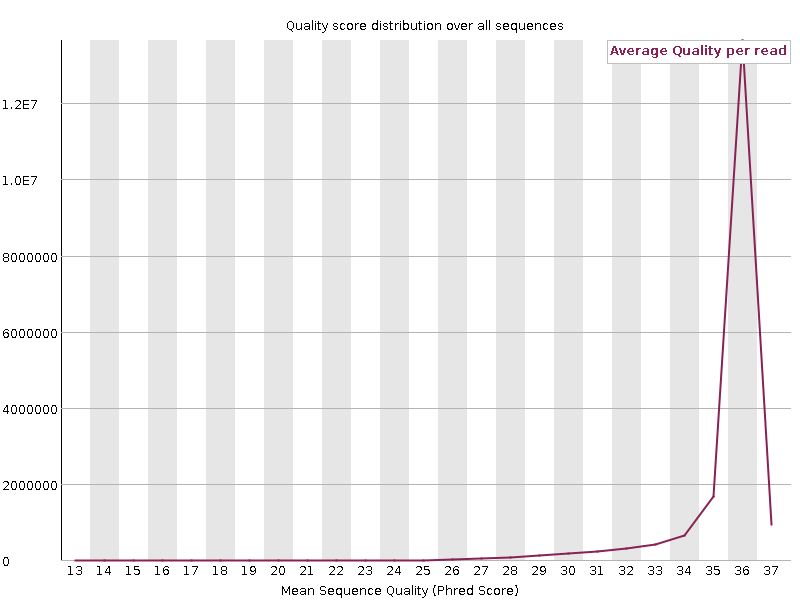 Quality score distribution over all sequences
Average Quality per read
1.2E7
1.0E7
8000000
6000000
4000000
2000000
0
13 14 15 16 17 18 19 20 21 22 23 24 25 26 27 28 29 30 31 32 33 34 35 36 37
Mean Sequence Quality (Phred Score)